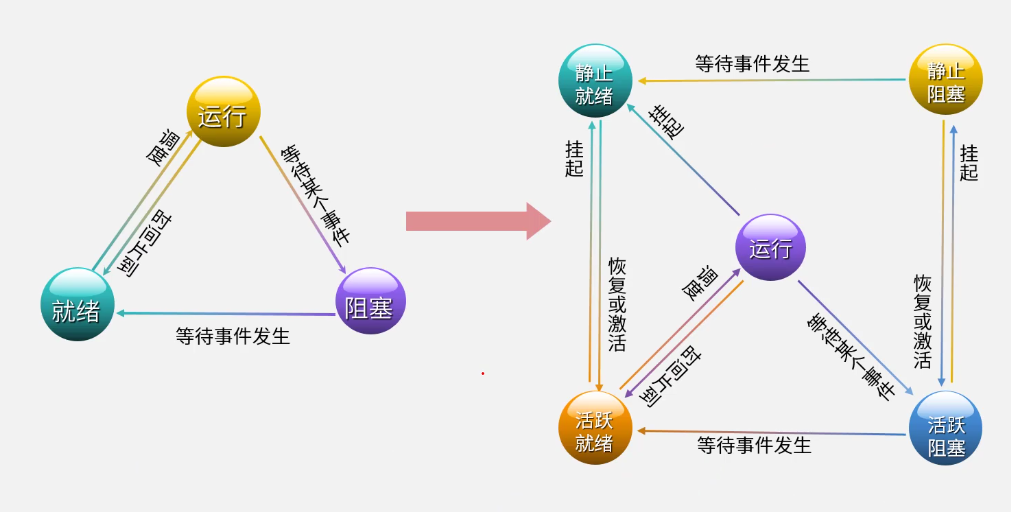 运行
调度
时间片到
等待某个事件
就绪
阻塞
等待事件发生
静止
就绪
等待事件发生
静止
阻塞
挂起
挂起
挂起
运行
恢复或激活
调度
时间片到
等待某个事件
恢复或激活
活跃
就绪
等待事件发生
活跃
阻塞